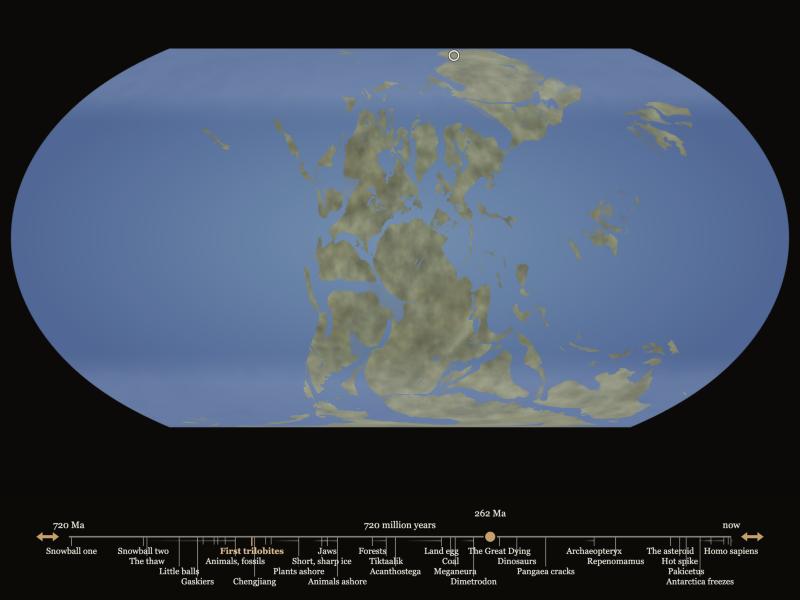 262 Ma
720 Ma 720 million years now
Snowball one Snowball two First trilobites Jaws Forests Land egg The Great Dying Archaeopteryx The asteroid Homo sapiens
The thaw Animals, fossils Short, sharp ice Tiktaalik Coal Dinosaurs Repenomamus Hot spike
Little balls Plants ashore Acanthostega Meganeura Pangaea cracks Pakicetus
Gaskiers Chengjiang Animals ashore Dimetrodon Antarctica freezes